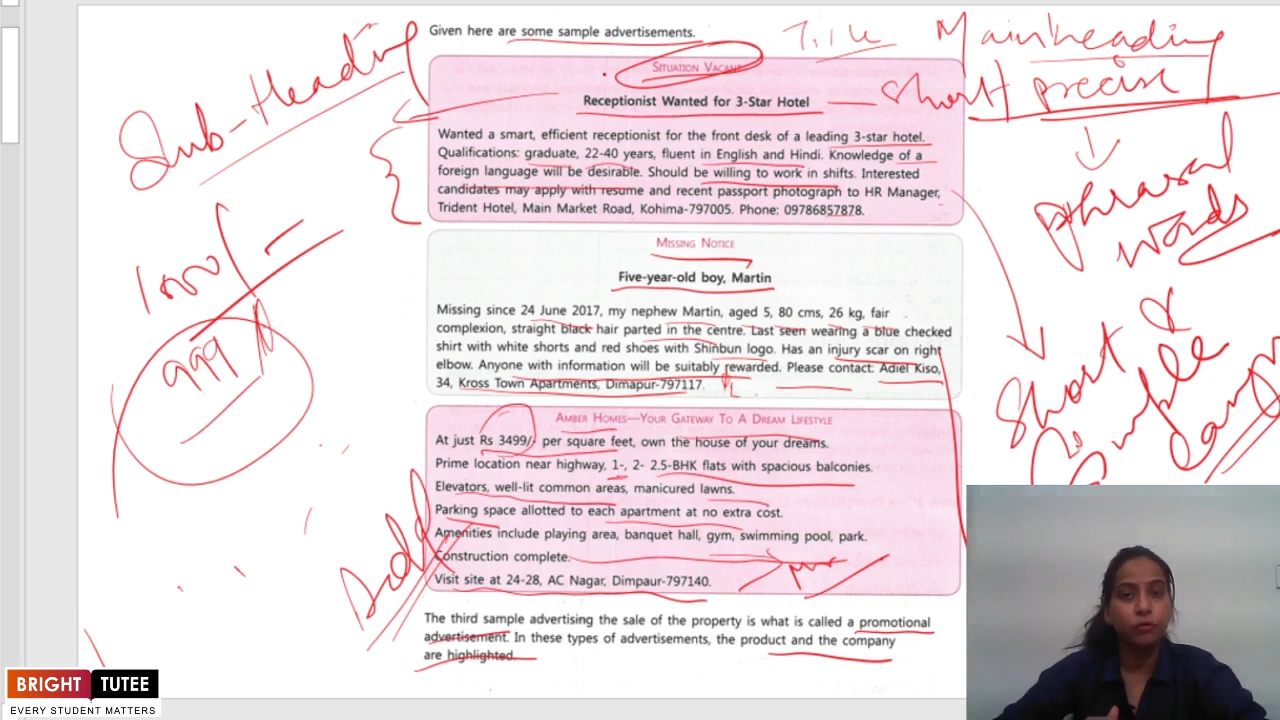 Given here are some sample advertisements.
Title Mainheading
Short precise
Sub-Heading
SITUATION VACANT
Receptionist Wanted for 3-Star Hotel
Wanted a smart, efficient receptionist for the front desk of a leading 3-star hotel.
Qualifications: graduate, 22-40 years, fluent in English and Hindi. Knowledge of a
foreign language will be desirable. Should be willing to work in shifts. Interested
candidates may apply with resume and recent passport photograph to HR Manager,
Trident Hotel, Main Market Road, Kohima-797005. Phone: 09786857878.
phrasal
words
1000/-
999/
MISSING NOTICE
Five-year-old boy, Martin
Missing since 24 June 2017, my nephew Martin, aged 5, 80 cms, 26 kg, fair
complexion, straight black hair parted in the centre. Last seen wearing a blue checked
shirt with white shorts and red shoes with Shinbun logo. Has an injury scar on right
elbow. Anyone with information will be suitably rewarded. Please contact: Adiel Kiso,
34, Kross Town Apartments, Dimapur-797117.
Short &
Simple
AMBER HOMES—YOUR GATEWAY TO A DREAM LIFESTYLE
At just Rs 3499/- per square feet, own the house of your dreams.
Prime location near highway, 1-, 2- 2.5-BHK flats with spacious balconies.
Elevators, well-lit common areas, manicured lawns.
Parking space allotted to each apartment at no extra cost.
Amenities include playing area, banquet hall, gym, swimming pool, park.
Construction complete.
Visit site at 24-28, AC Nagar, Dimpaur-797140.
The third sample advertising the sale of the property is what is called a promotional
advertisement. In these types of advertisements, the product and the company
are highlighted.
BRIGHT TUTEE
EVERY STUDENT MATTERS